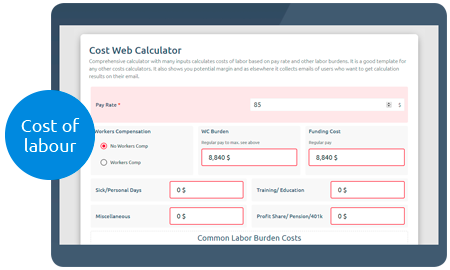 Cost Web Calculator
Comprehensive calculator with many inputs calculates costs of labor based on pay rate and other labor burdens. It is a good template for
any other costs calculators. It also shows you potential margin and as elsewhere it collects emails of users who want to get calculation
results on their email.
Pay Rate *
85
$
Cost of
labour
Workers Compensation
WC Burden
Funding Cost
No Workers Comp
Regular pay to max. see above
Regular pay
Workers Comp
8,840 $
8,840 $
Sick/Personal Days
0 $
Training/ Education
0 $
Miscellaneous
0 $
Profit Share/ Pension/401k
0 $
Common Labor Burden Costs